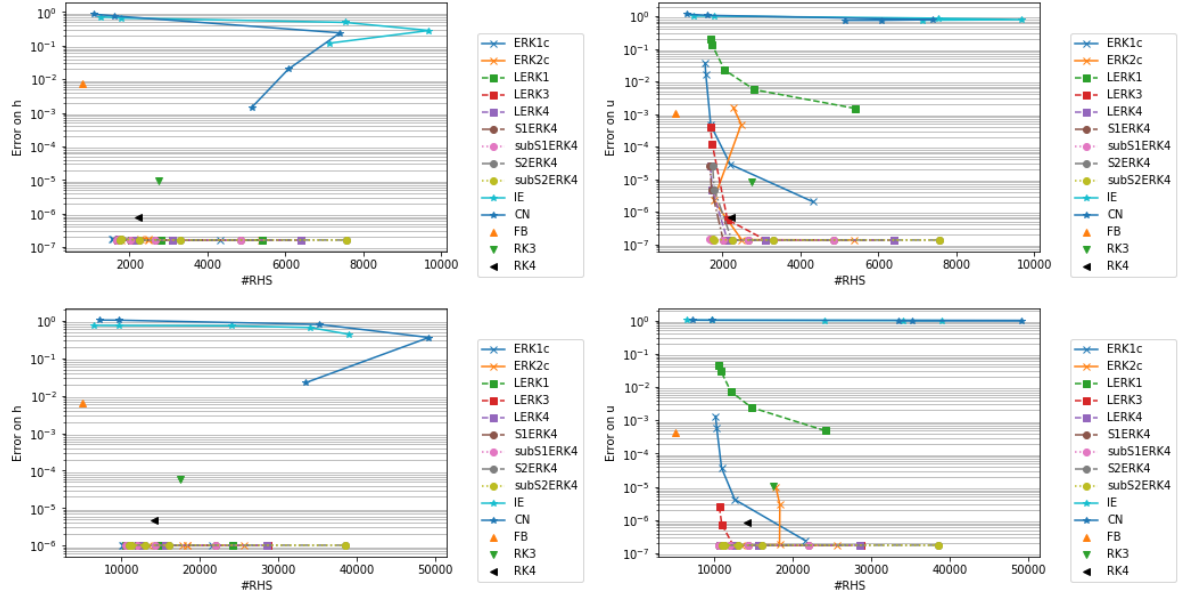 10⁰
10⁻¹
10⁻²
10⁻³
10⁻⁴
10⁻⁵
10⁻⁶
10⁻⁷
Error on h
2000
4000
6000
8000
10000
#RHS
ERK1c
ERK2c
LERK1
LERK3
LERK4
S1ERK4
subS1ERK4
S2ERK4
subS2ERK4
IE
CN
FB
RK3
RK4
10⁰
10⁻¹
10⁻²
10⁻³
10⁻⁴
10⁻⁵
10⁻⁶
10⁻⁷
Error on u
2000
4000
6000
8000
10000
#RHS
ERK1c
ERK2c
LERK1
LERK3
LERK4
S1ERK4
subS1ERK4
S2ERK4
subS2ERK4
IE
CN
FB
RK3
RK4
10⁰
10⁻¹
10⁻²
10⁻³
10⁻⁴
10⁻⁵
10⁻⁶
Error on h
10000
20000
30000
40000
50000
#RHS
ERK1c
ERK2c
LERK1
LERK3
LERK4
S1ERK4
subS1ERK4
S2ERK4
subS2ERK4
IE
CN
FB
RK3
RK4
10⁰
10⁻¹
10⁻²
10⁻³
10⁻⁴
10⁻⁵
10⁻⁶
10⁻⁷
Error on u
10000
20000
30000
40000
50000
#RHS
ERK1c
ERK2c
LERK1
LERK3
LERK4
S1ERK4
subS1ERK4
S2ERK4
subS2ERK4
IE
CN
FB
RK3
RK4